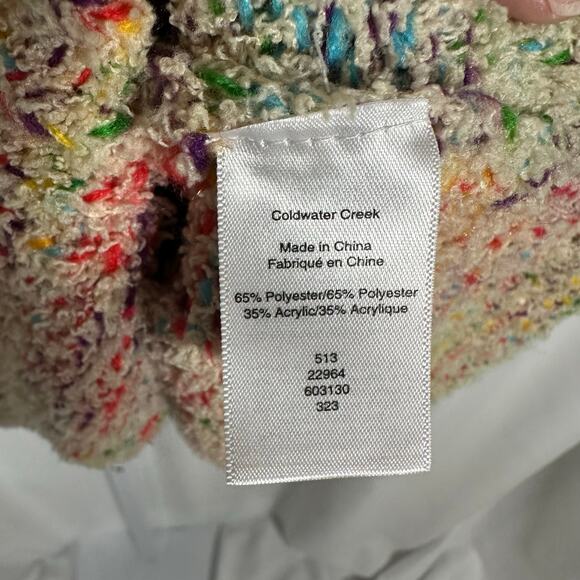 Coldwater Creek
Made in China
Fabriqué en Chine
65% Polyester/65% Polyester
35% Acrylic/35% Acrylique
513
22964
603130
323